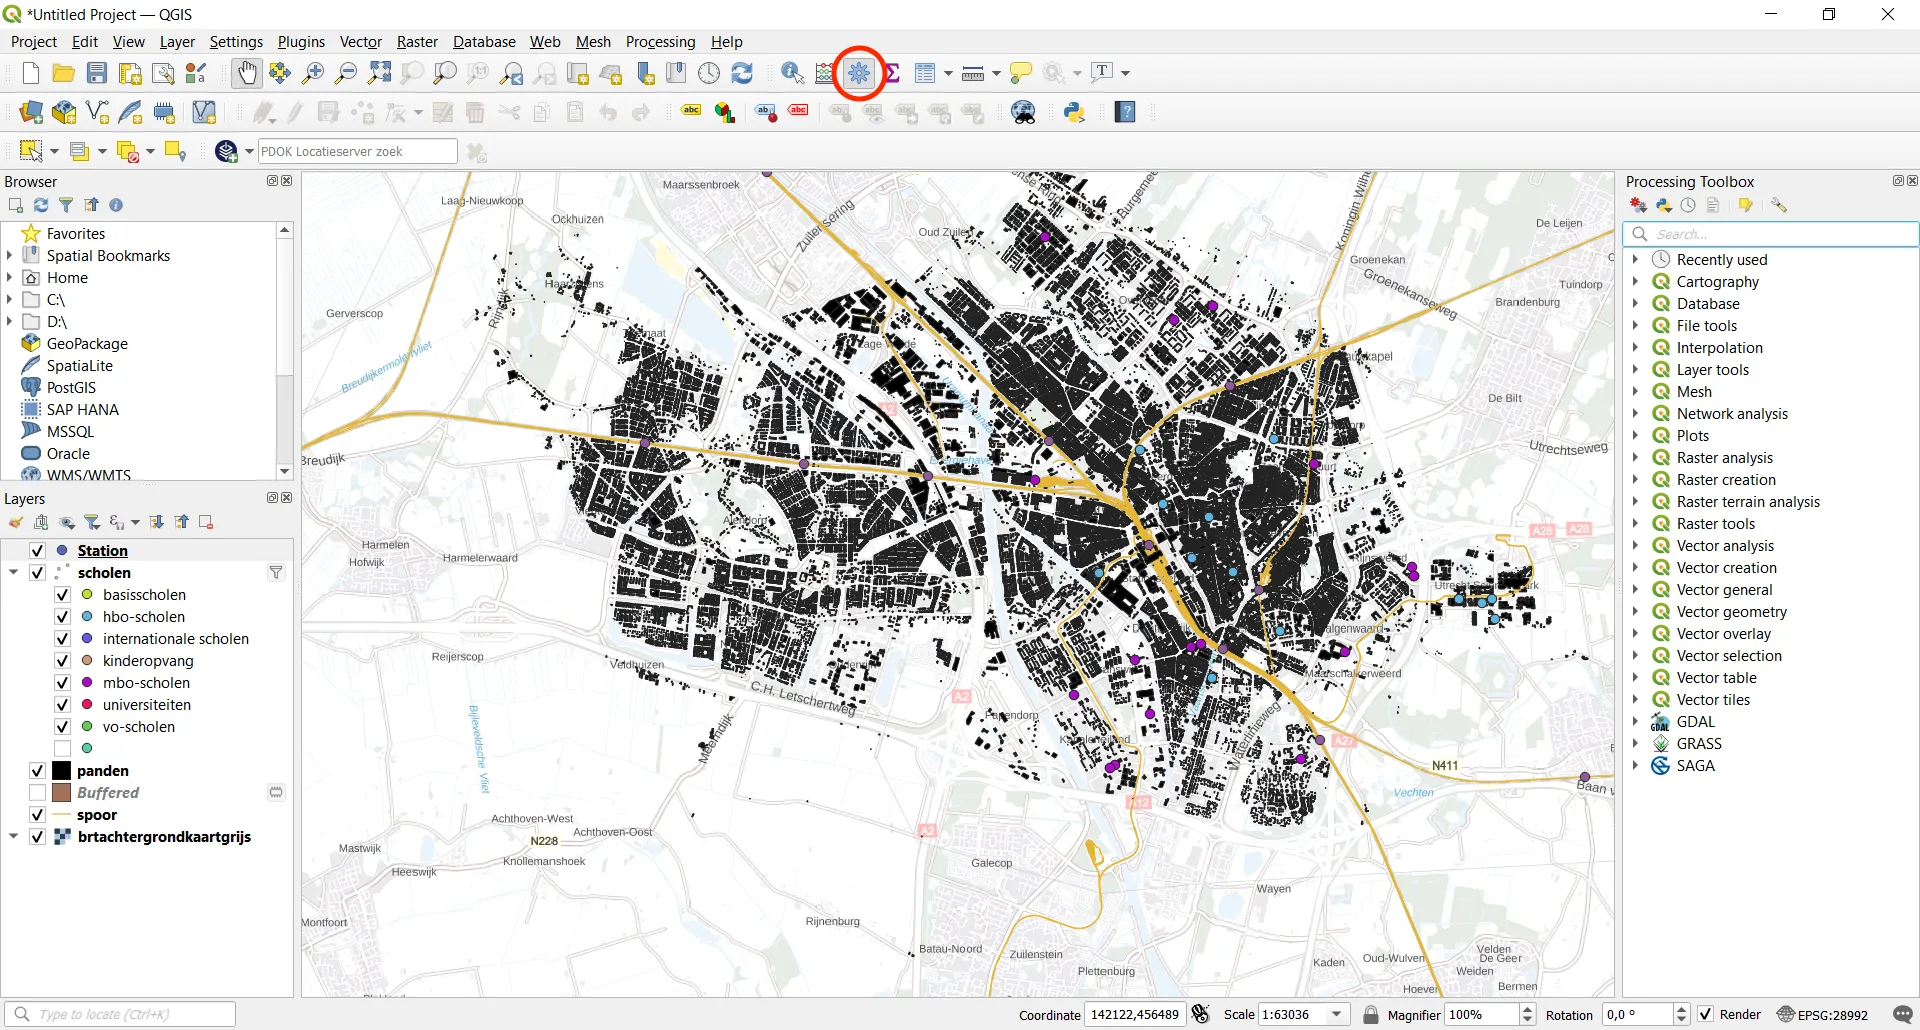 *Untitled Project — QGIS
Project Edit View Layer Settings Plugins Vector Raster Database Web Mesh Processing Help
PDOK Locatieserver zoek
Browser
Favorites
Spatial Bookmarks
Home
C:\
D:\
GeoPackage
SpatiaLite
PostGIS
SAP HANA
MSSQL
Oracle
WMS/WMTS
Layers
Station
scholen
basisscholen
hbo-scholen
internationale scholen
kinderopvang
mbo-scholen
universiteiten
vo-scholen
panden
Buffered
spoor
brtachtergrondkaartgrijs
Maarssenbroek
Laag-Nieuwkoop
Ockhuizen
Zuilense Ring
Oud Zuilen
Koningin Wilhe
De Leijen
Groenekan
Groenekanseweg
Tuindorp
Brandenburg
Gerverscop
Rijndijk
Breudijkermolenvliet
De Bilt
Utrechtseweg
Breudijk
A2
A28
A28
Harmelen
Hofwijk
Harmelerwaard
Reijerscop
Veldhuizen
C.H. Letschertweg
A2
Papendorp
Maarschalkerweerd
Bijleveldsche Vliet
Meerndijk
Waterlinieweg
A27
N411
Baan v
Vechten
A12
Achthoven-West
Achthoven-Oost
N228
A2
Knollemanshoek
Mastwijk
Heeswijk
Galecop
Wayen
Montfoort
Rijnenburg
Batau-Noord
Zuilenstein
Plettenburg
Kaden
Oud-Wulven
Hoever
Velden
De Geer
Weiden
Bermen
Processing Toolbox
Search...
Recently used
Cartography
Database
File tools
Interpolation
Layer tools
Mesh
Network analysis
Plots
Raster analysis
Raster creation
Raster terrain analysis
Raster tools
Vector analysis
Vector creation
Vector general
Vector geometry
Vector overlay
Vector selection
Vector table
Vector tiles
GDAL
GRASS
SAGA
Type to locate (Ctrl+K)
Coordinate 142122,456489 Scale 1:63036 Magnifier 100% Rotation 0,0 ° Render EPSG:28992